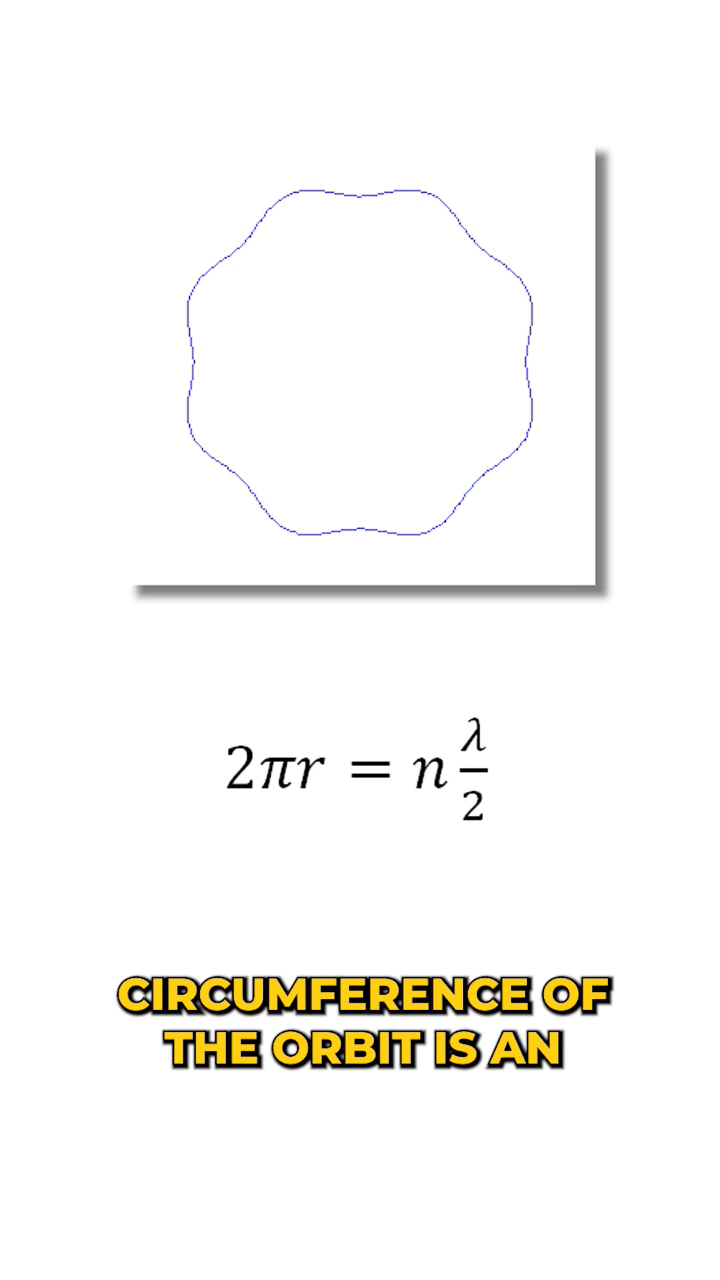 2πr = n λ/2
CIRCUMFERENCE OF
THE ORBIT IS AN